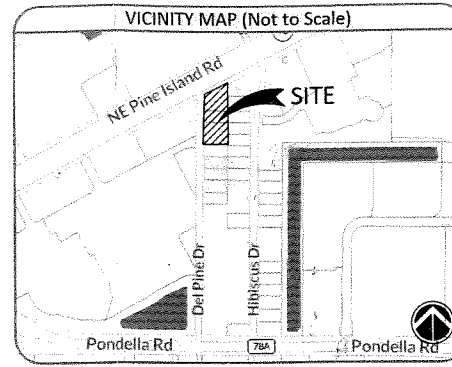 VICINITY MAP (Not to Scale)
NE Pine Island Rd
SITE
Del Pine Dr
Hibiscus Dr
Pondella Rd
78A
Pondella Rd